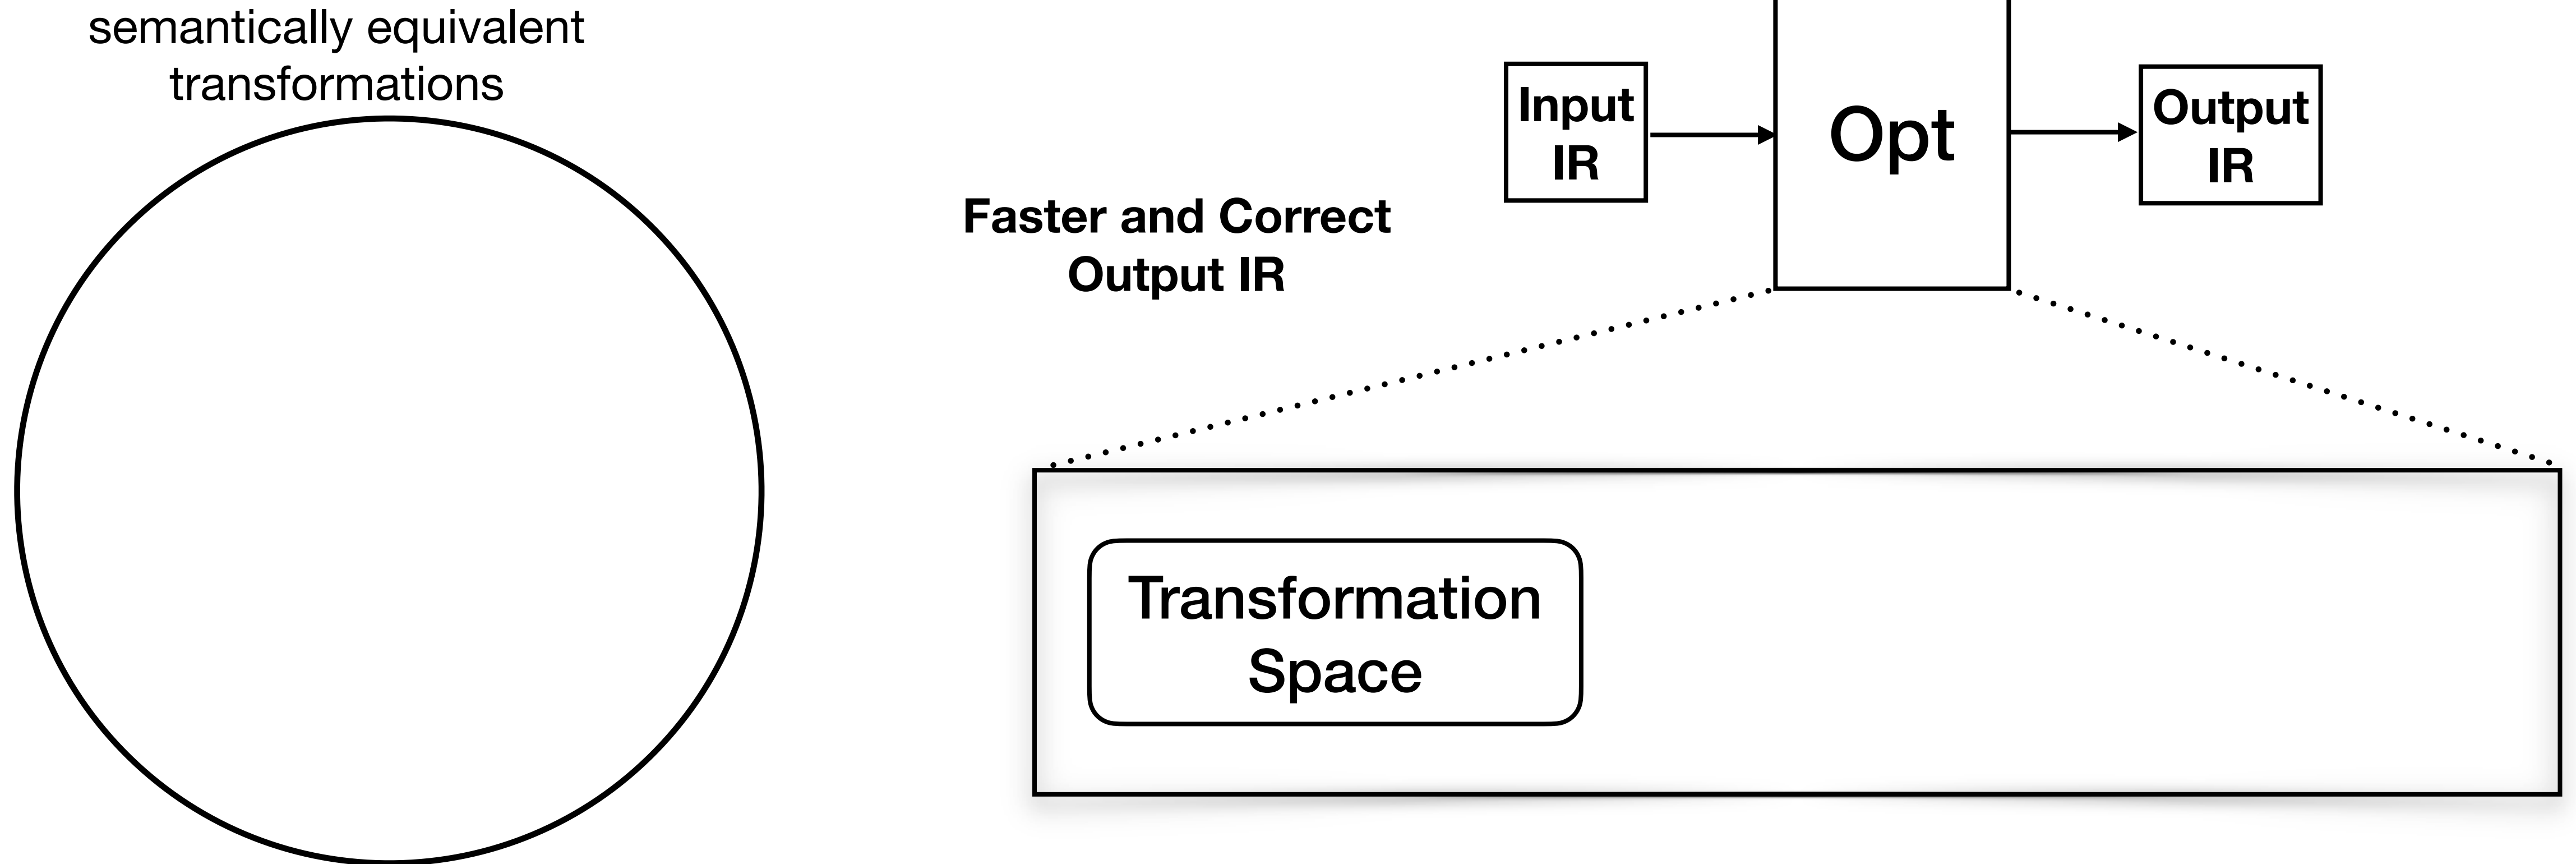 semantically equivalent
transformations
Input
IR
Opt
Output
IR
Faster and Correct
Output IR
Transformation
Space